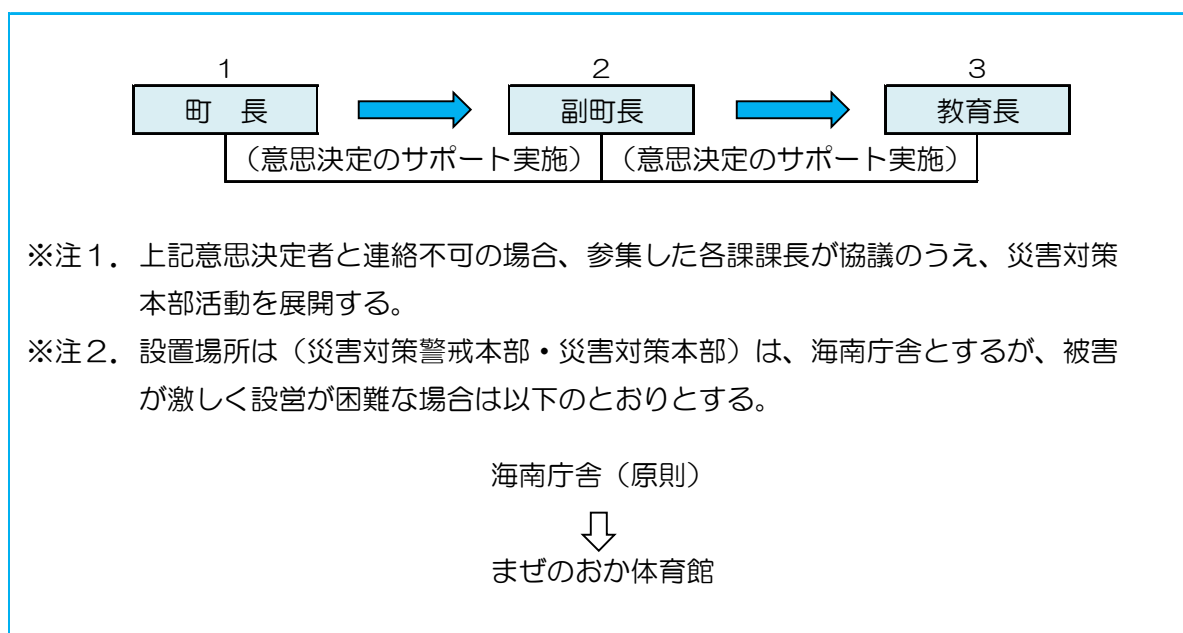 １ ２ ３
町 長 副町長 教育長
（意思決定のサポート実施） （意思決定のサポート実施）
※注１．上記意思決定者と連絡不可の場合、参集した各課課長が協議のうえ、災害対策
本部活動を展開する。
※注２．設置場所は（災害対策警戒本部・災害対策本部）は、海南庁舎とするが、被害
が激しく設営が困難な場合は以下のとおりとする。
海南庁舎（原則）
まぜのおか体育館